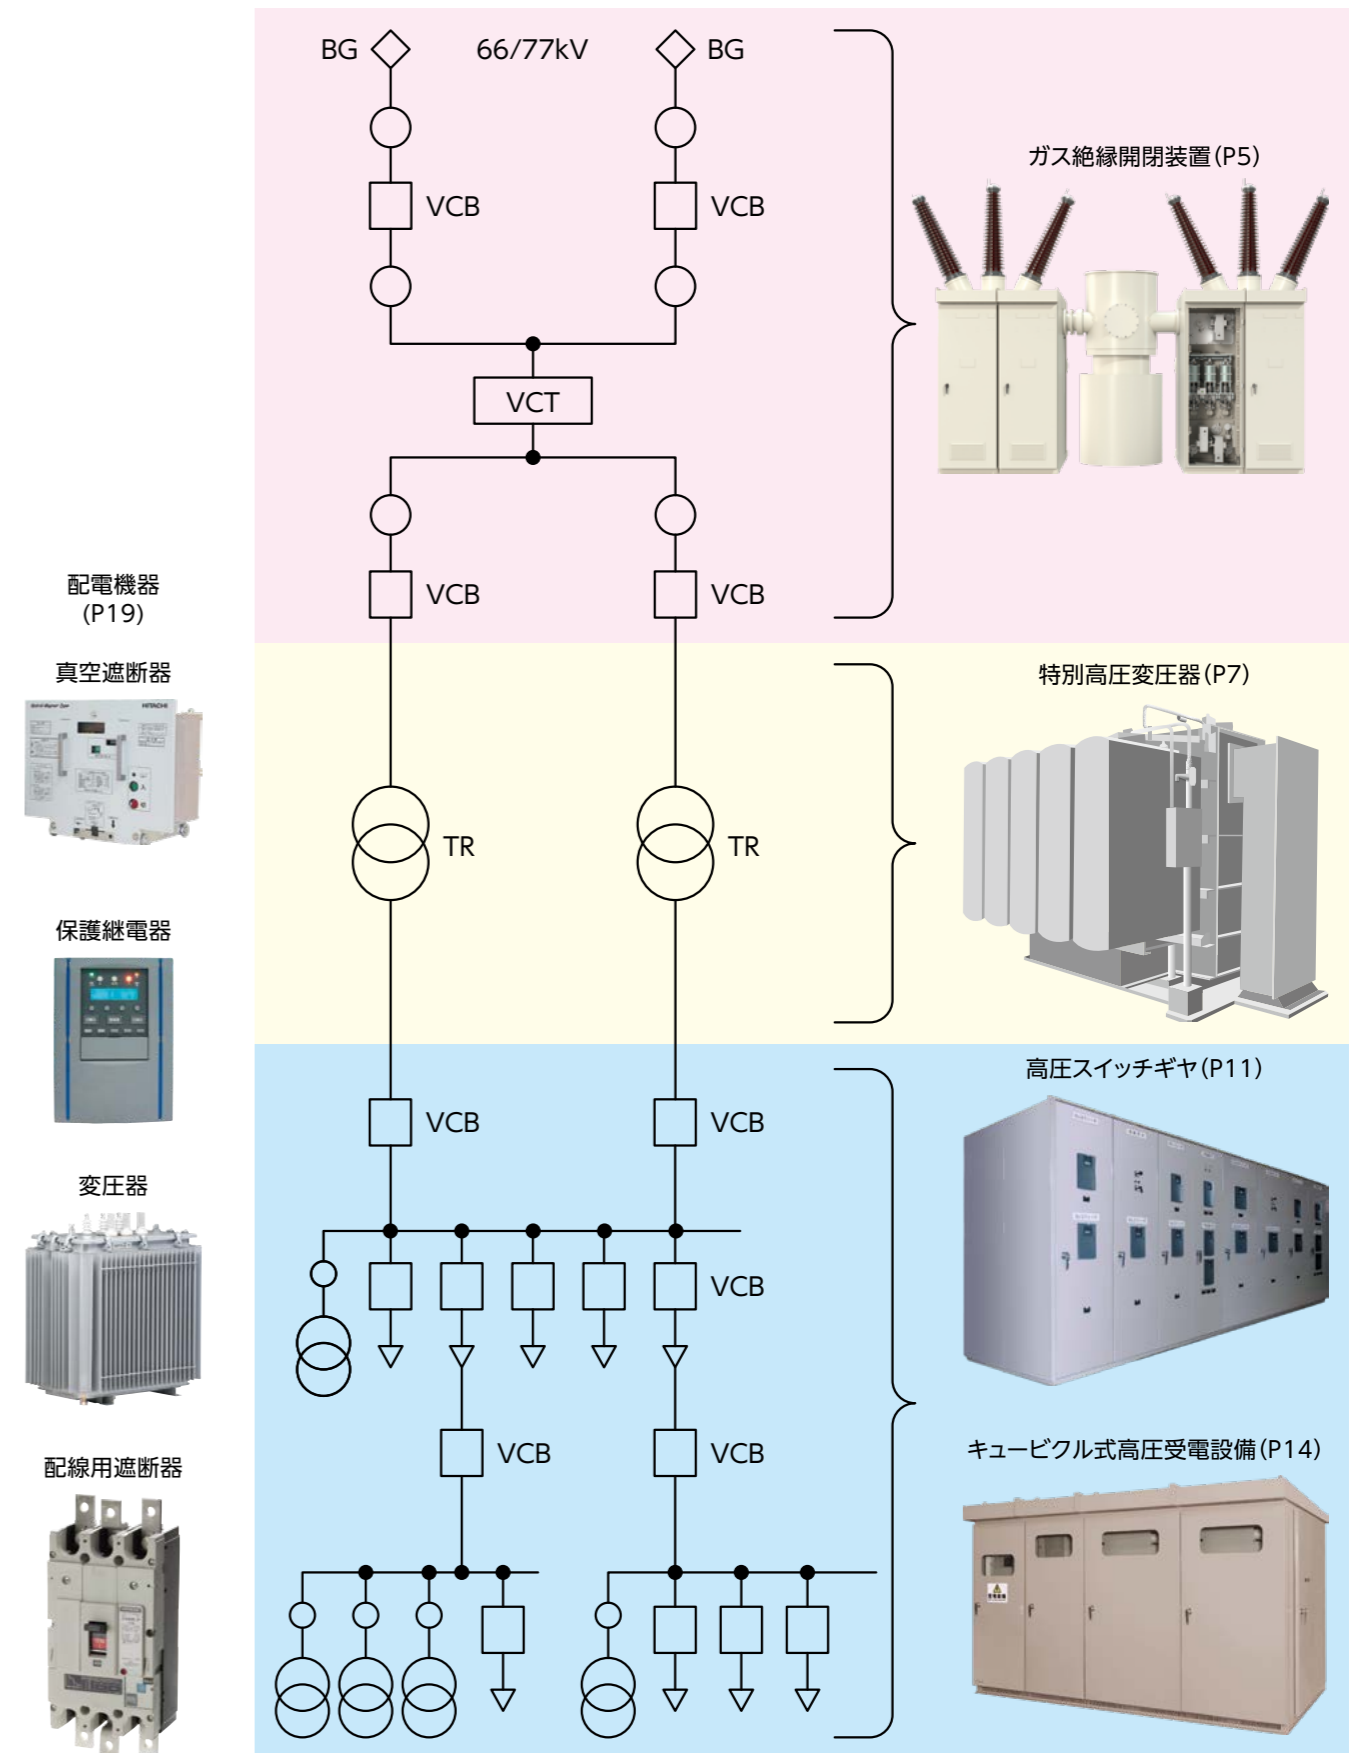 BG 66/77kV BG
ガス絶縁開閉装置(P5)
VCB VCB
VCT
VCB VCB
配電機器
(P19)
真空遮断器
HITACHI
特別高圧変圧器(P7)
TR TR
保護継電器
高圧スイッチギヤ(P11)
VCB VCB
変圧器
VCB
キュービクル式高圧受電設備(P14)
VCB VCB
配線用遮断器